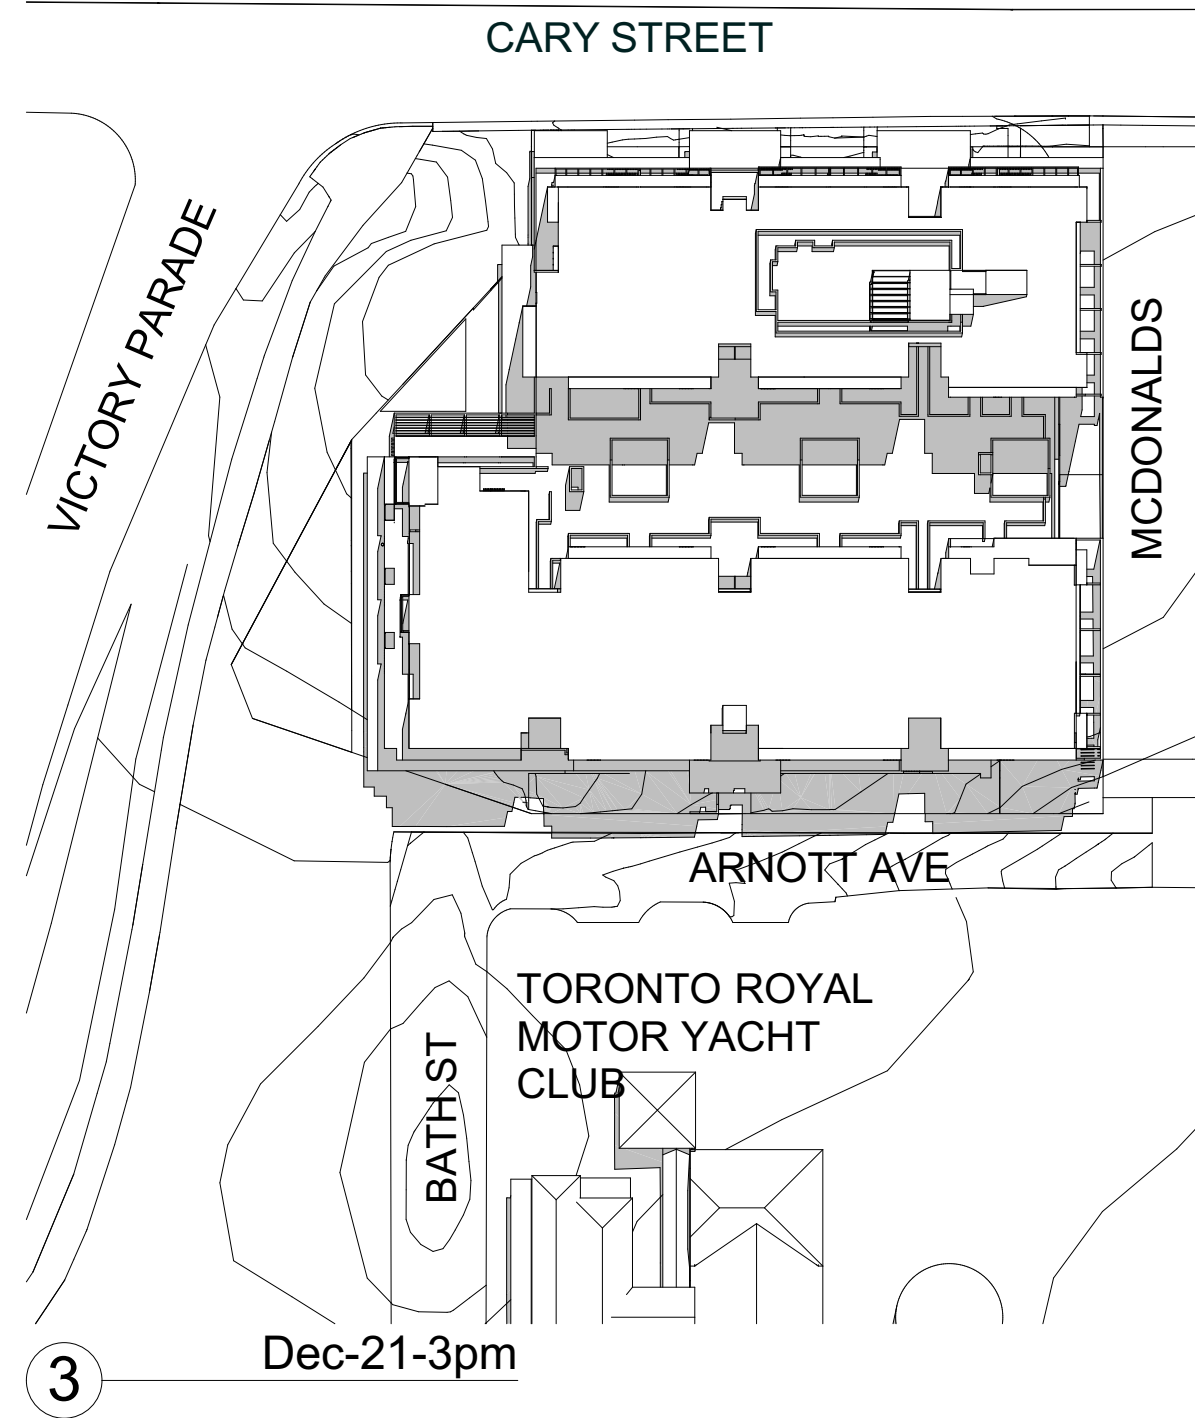 CARY STREET
VICTORY PARADE
MCDONALDS
ARNOTT AVE
TORONTO ROYAL
MOTOR YACHT
CLUB
BATH ST
3
Dec-21-3pm